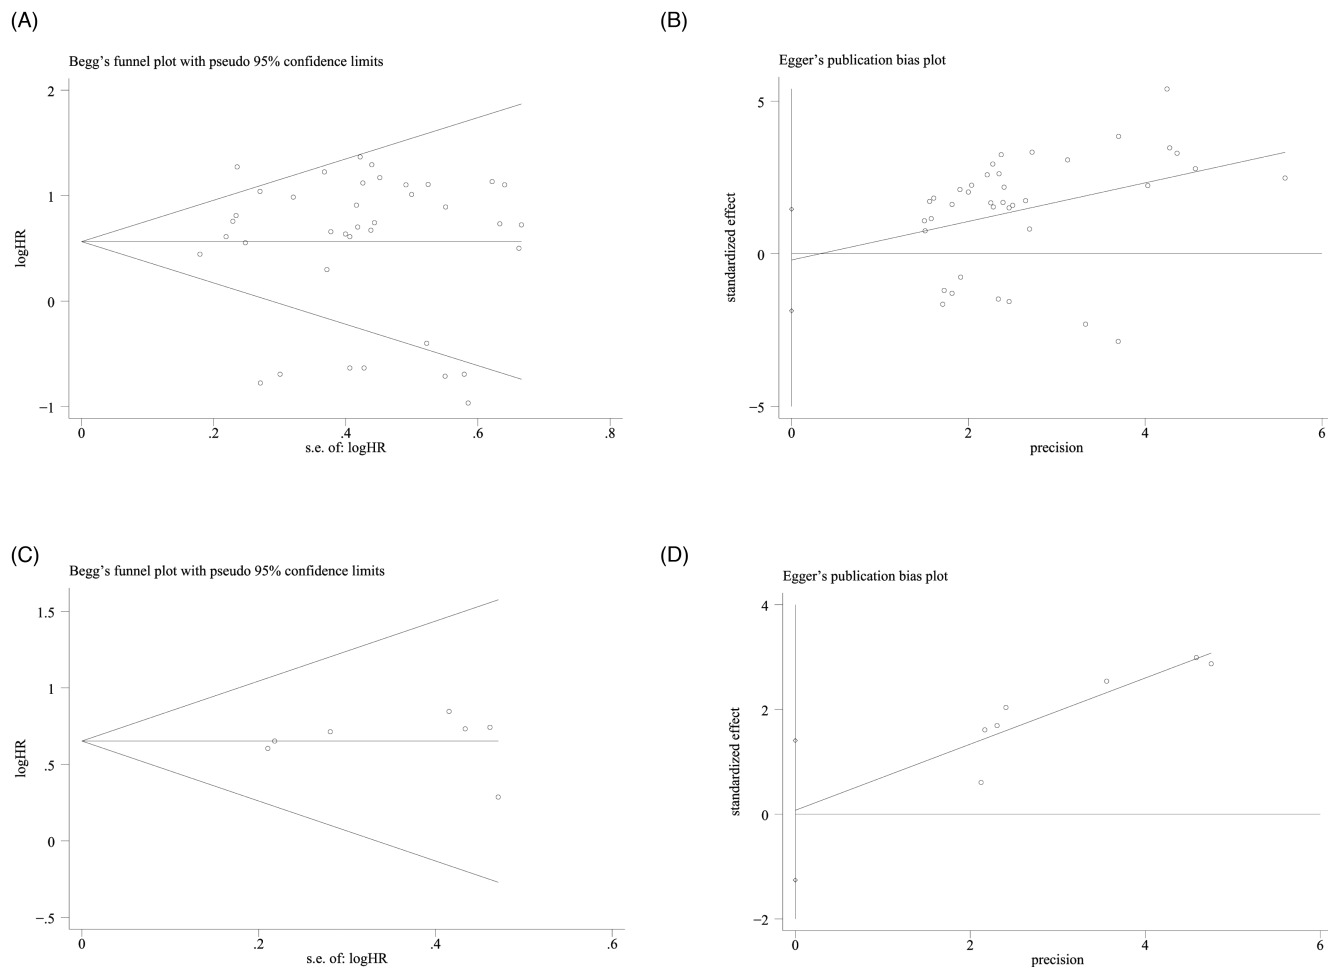 (A)
Begg's funnel plot with pseudo 95% confidence limits
2
1
0
−1
logHR
0 .2 .4 .6 .8
s.e. of: logHR
(B)
Egger's publication bias plot
5
0
−5
standardized effect
0 2 4 6
precision
(C)
Begg's funnel plot with pseudo 95% confidence limits
1.5
1
.5
0
−.5
logHR
0 .2 .4 .6
s.e. of: logHR
(D)
Egger's publication bias plot
4
2
0
−2
standardized effect
0 2 4 6
precision